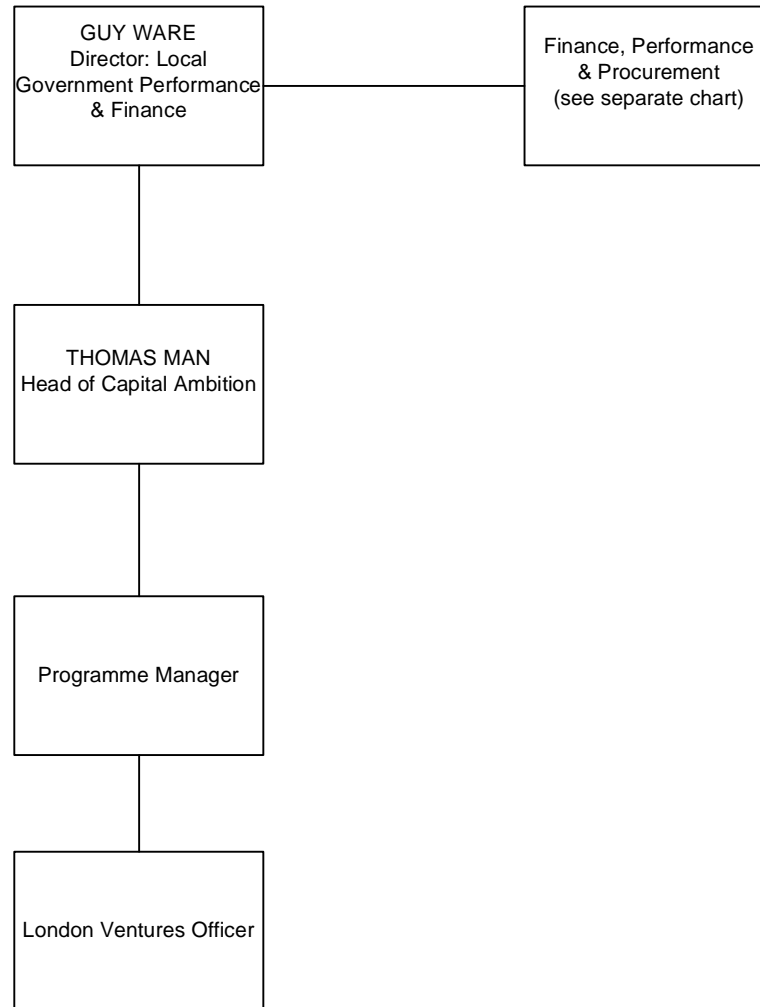 GUY WARE
Director: Local
Government Performance
& Finance
Finance, Performance
& Procurement
(see separate chart)
THOMAS MAN
Head of Capital Ambition
Programme Manager
London Ventures Officer